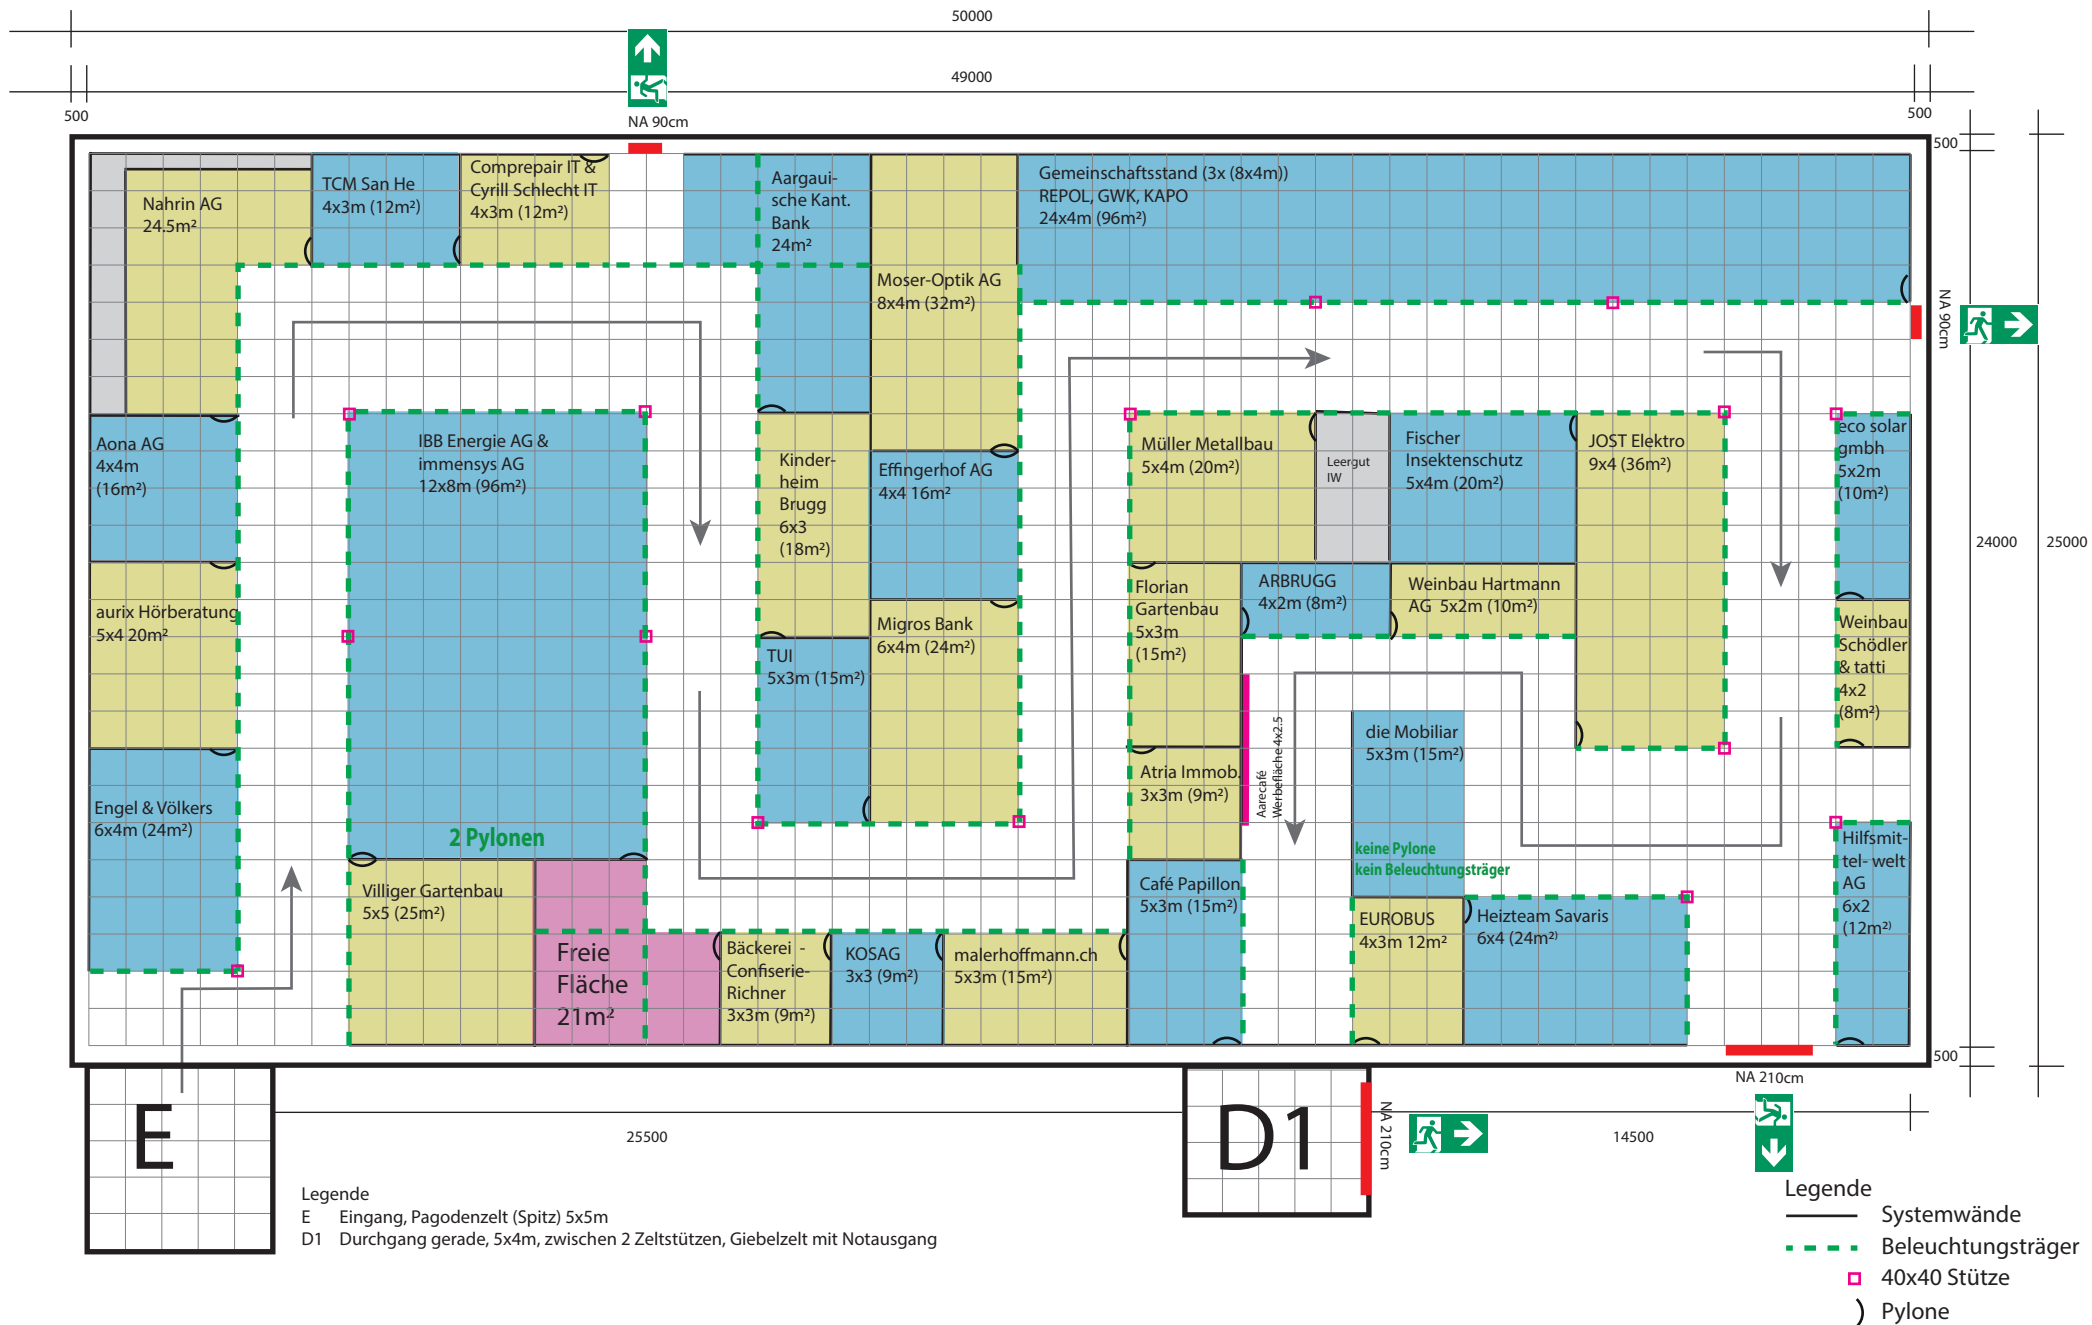 50000
49000
500
500
NA 90cm
500
Nahrin AG
24.5m²
TCM San He
4x3m (12m²)
Comprepair IT &
Cyrill Schlecht IT
4x3m (12m²)
Aargaui-
sche Kant.
Bank
24m²
Moser-Optik AG
8x4m (32m²)
Gemeinschaftsstand (3x (8x4m))
REPOL, GWK, KAPO
24x4m (96m²)
NA 90cm
Aona AG
4x4m
(16m²)
IBB Energie AG &
immensys AG
12x8m (96m²)
Kinder-
heim
Brugg
6x3
(18m²)
Effingerhof AG
4x4 16m²
Müller Metallbau
5x4m (20m²)
Leergut
IW
Fischer
Insektenschutz
5x4m (20m²)
JOST Elektro
9x4 (36m²)
eco solar
gmbh
5x2m
(10m²)
24000
25000
aurix Hörberatung
5x4 20m²
TUI
5x3m (15m²)
Migros Bank
6x4m (24m²)
Florian
Gartenbau
5x3m
(15m²)
ARBRUGG
4x2m (8m²)
Weinbau Hartmann
AG 5x2m (10m²)
Weinbau
Schödler
& tatti
4x2
(8m²)
Engel & Völkers
6x4m (24m²)
2 Pylonen
Atria Immob.
3x3m (9m²)
Aarecafé
Werbefläche 4x2.5
die Mobiliar
5x3m (15m²)
keine Pylone
kein Beleuchtungsträger
Hilfsmit-
tel- welt
AG
6x2
(12m²)
Villiger Gartenbau
5x5 (25m²)
Freie
Fläche
21m²
Bäckerei -
Confiserie-
Richner
3x3m (9m²)
KOSAG
3x3 (9m²)
malerhoffmann.ch
5x3m (15m²)
Café Papillon
5x3m (15m²)
EUROBUS
4x3m 12m²
Heizteam Savaris
6x4 (24m²)
500
NA 210cm
E
25500
D1
NA 210cm
14500
Legende
E Eingang, Pagodenzelt (Spitz) 5x5m
D1 Durchgang gerade, 5x4m, zwischen 2 Zeltstützen, Giebelzelt mit Notausgang
Legende
Systemwände
Beleuchtungsträger
40x40 Stütze
Pylone